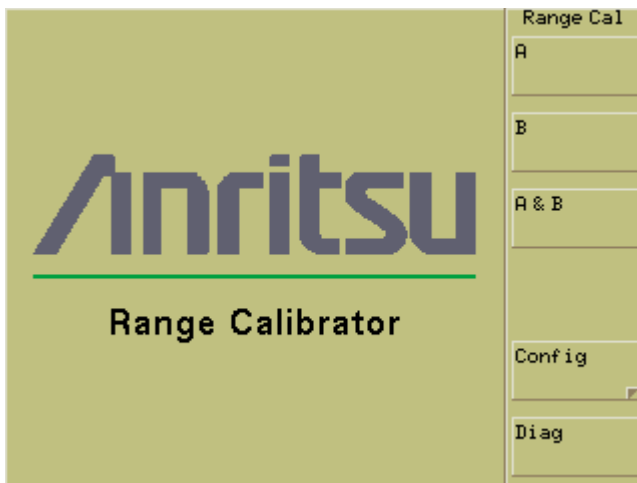 Anritsu
Range Calibrator
Range Cal
A
B
A & B
Config
Diag